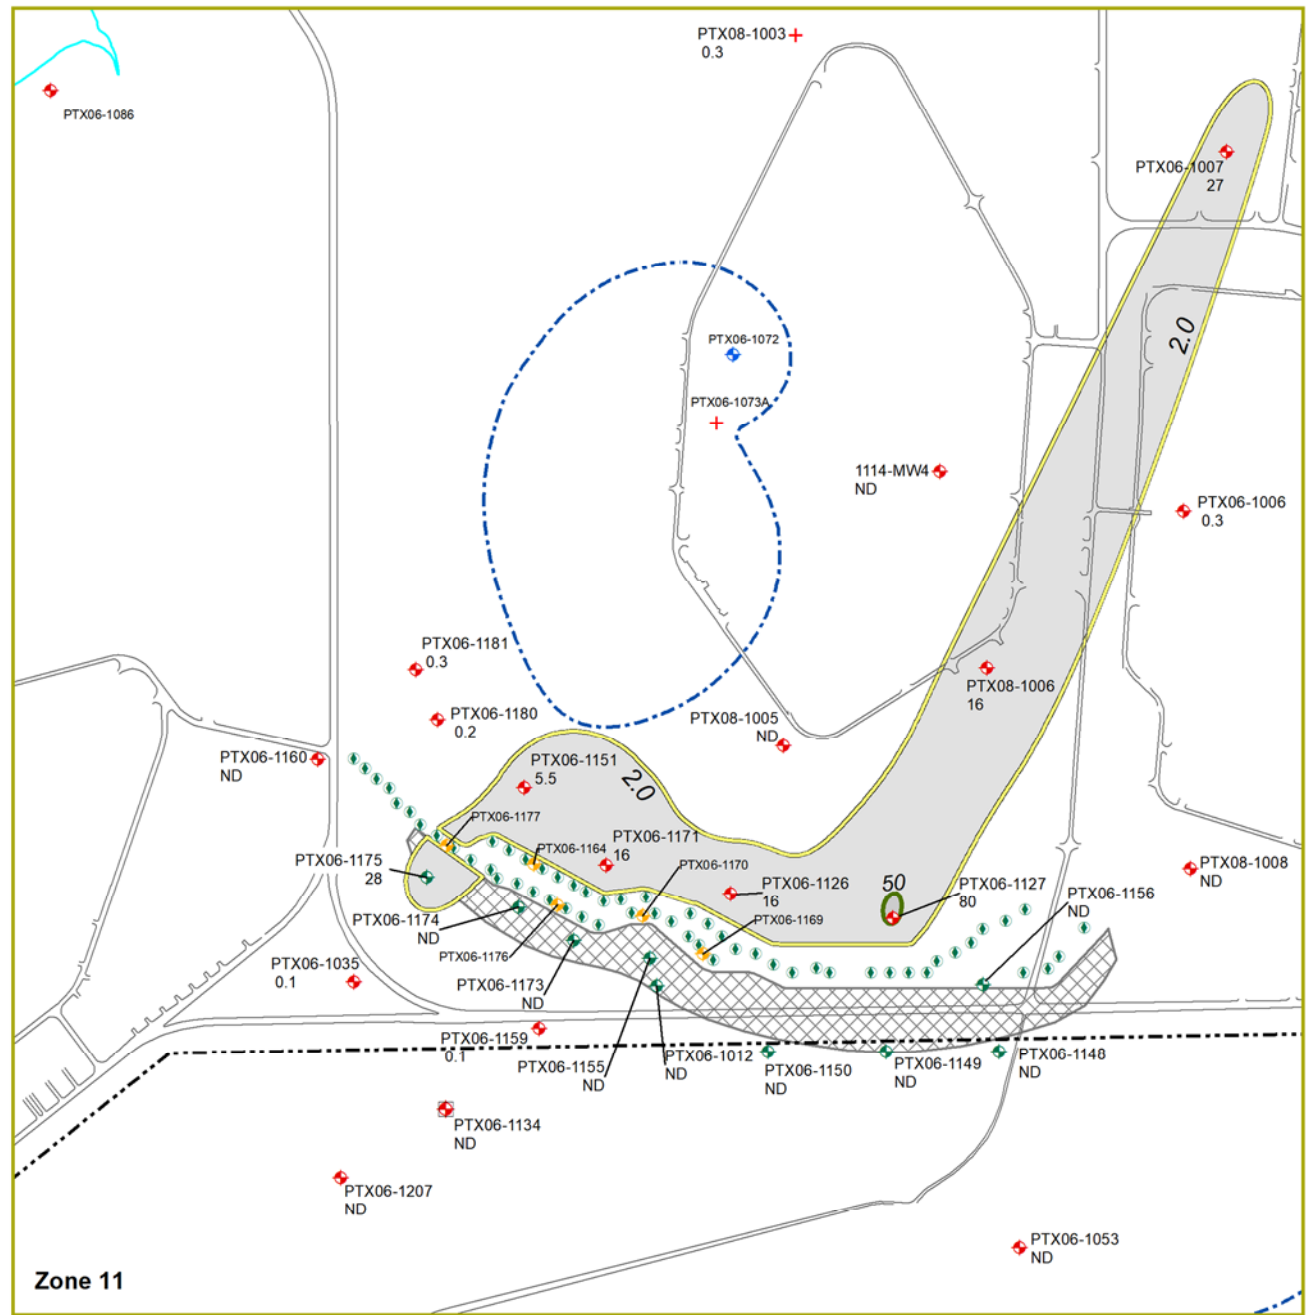 PTX08-1003
0.3
PTX06-1086
PTX06-1007
27
2.0
PTX06-1072
PTX06-1073A
1114-MW4
ND
PTX06-1006
0.3
PTX06-1181
0.3
PTX08-1006
16
PTX06-1180
0.2
PTX08-1005
ND
PTX06-1160
ND
PTX06-1151
5.5
2.0
PTX06-1177
PTX06-1164
PTX06-1171
16
PTX06-1175
28
PTX06-1170
PTX06-1126
16
50
PTX06-1127
80
PTX06-1156
ND
PTX08-1008
ND
PTX06-1174
ND
PTX06-1169
PTX06-1176
PTX06-1035
0.1
PTX06-1173
ND
PTX06-1159
0.1
PTX06-1155
ND
PTX06-1012
ND
PTX06-1150
ND
PTX06-1149
ND
PTX06-1148
ND
PTX06-1134
ND
PTX06-1207
ND
PTX06-1053
ND
Zone 11